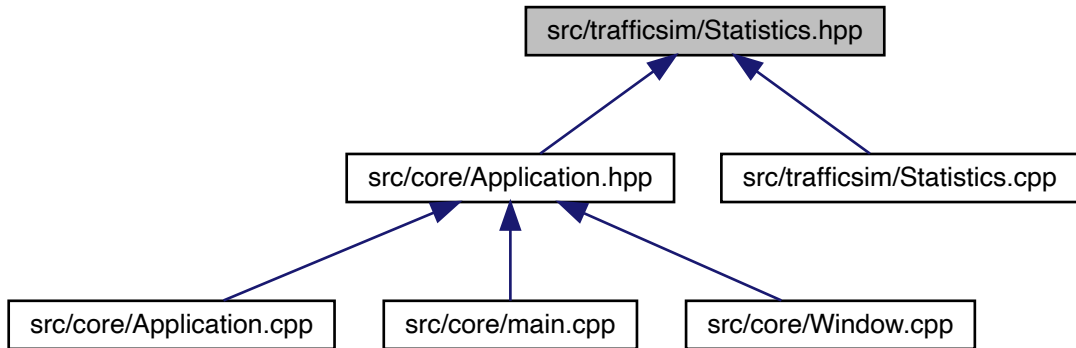 src/trafficsim/Statistics.hpp
src/core/Application.hpp
src/trafficsim/Statistics.cpp
src/core/Application.cpp
src/core/main.cpp
src/core/Window.cpp